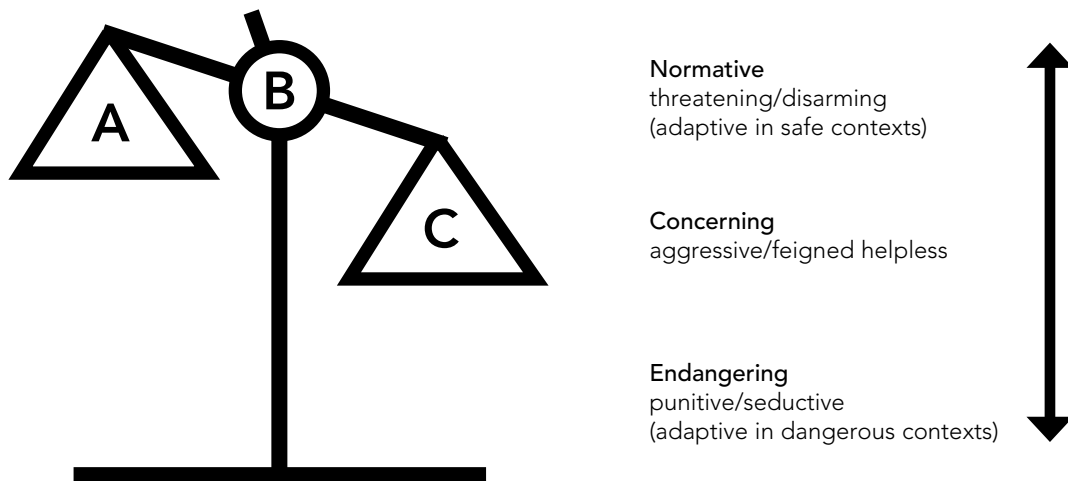 A
B
C
Normative
threatening/disarming
(adaptive in safe contexts)
Concerning
aggressive/feigned helpless
Endangering
punitive/seductive
(adaptive in dangerous contexts)